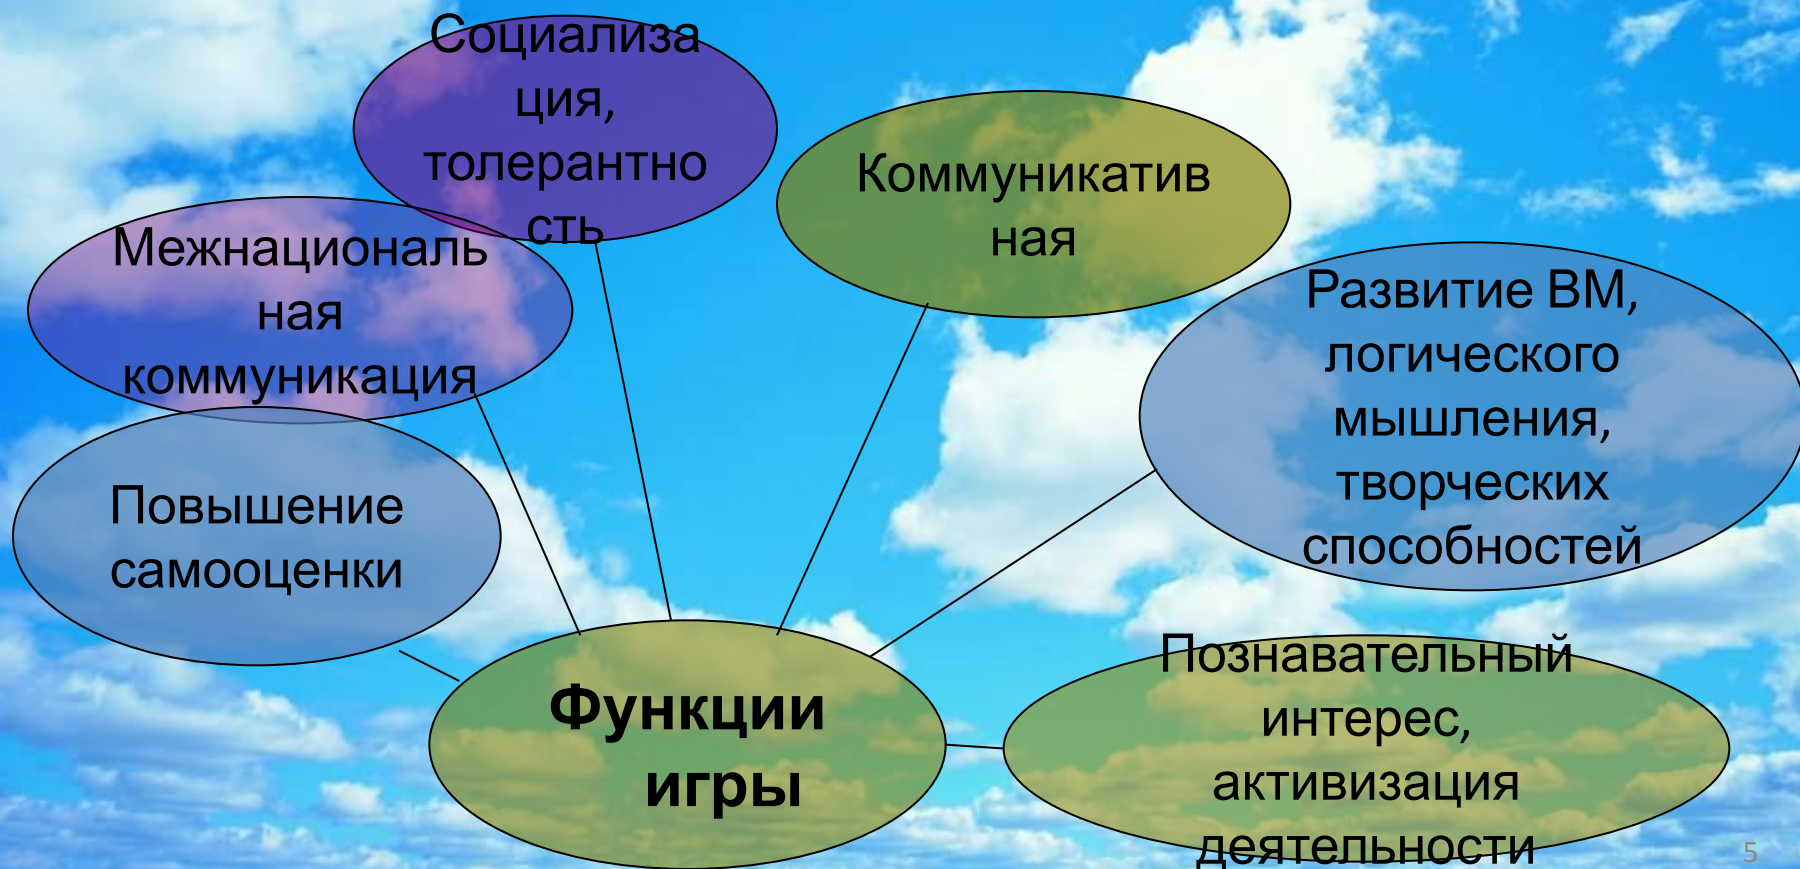 Социализа
ция,
толерантно
сть
Коммуникатив
ная
Межнациональ
ная
коммуникация
Развитие ВМ,
логического
мышления,
творческих
способностей
Повышение
самооценки
Функции
игры
Познавательный
интерес,
активизация
деятельности
5